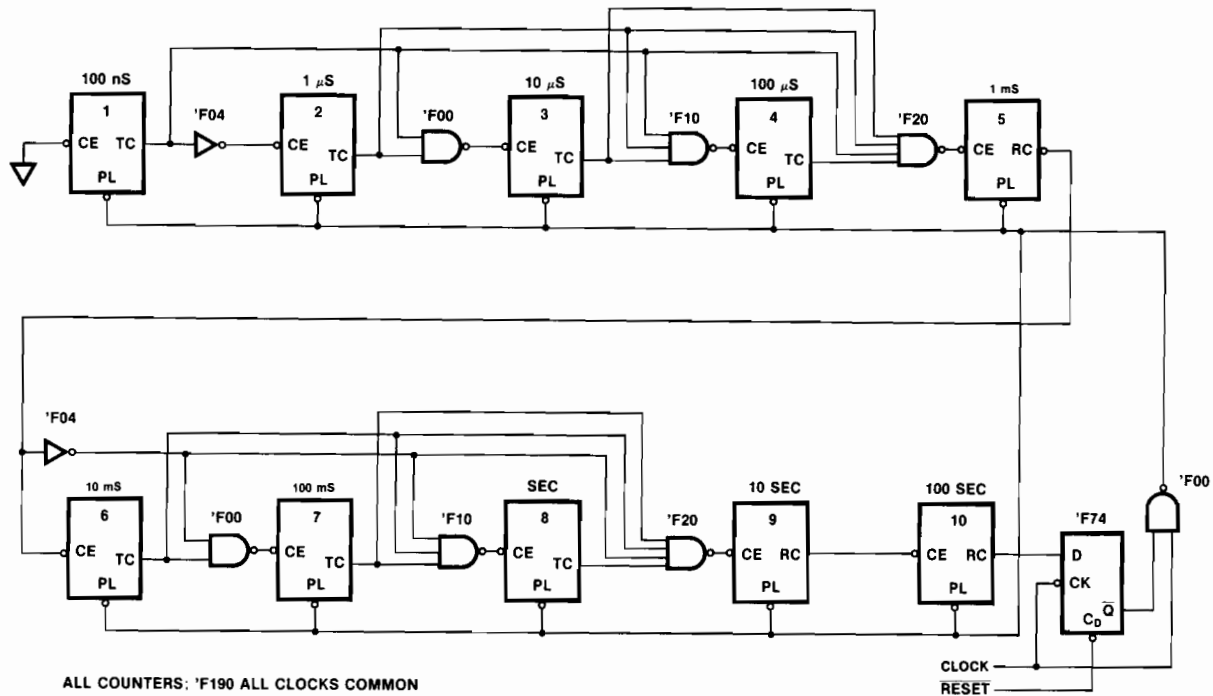 100 nS
1 μS
10 μS
100 μS
1 mS
1
'F04
2
'F00
3
'F10
4
'F20
5
CE TC
CE
TC
CE
TC
CE
TC
CE RC
PL
PL
PL
PL
PL
'F04
10 mS
100 mS
SEC
10 SEC
100 SEC
'F00
6
'F00
7
'F10
8
'F20
9
10
'F74
CE
TC
CE
TC
CE
TC
CE RC
CE RC
D
CK
PL
PL
PL
PL
PL
Q̅
CD
CLOCK
R̅E̅S̅E̅T̅
ALL COUNTERS; 'F190 ALL CLOCKS COMMON